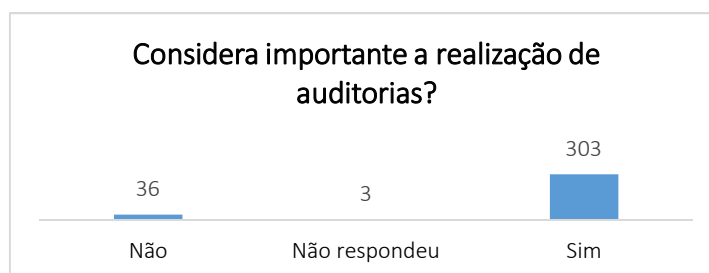 Considera importante a realização de
auditorias?
303
36
3
Não
Não respondeu
Sim